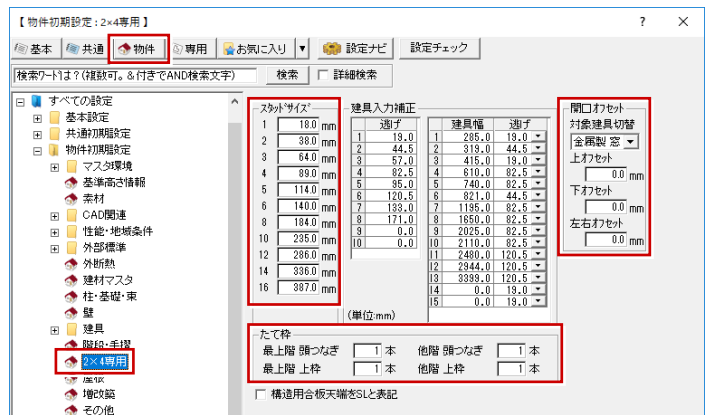 【 物件初期設定 : 2×4専用 】 ? ×
基本 共通 物件 専用 お気に入り ▼ 設定ナビ 設定チェック
検索ワードは？(複数可。&付きでAND検索文字) 検索 詳細検索
すべての設定
基本設定
共通初期設定
物件初期設定
マスタ環境
基準高さ情報
素材
CAD関連
性能・地域条件
外部標準
外断熱
建材マスタ
柱・基礎・束
壁
建具
階段・手摺
2×4専用
屋根
増改築
その他
スタッドサイズ
1 18.0 mm
2 38.0 mm
3 64.0 mm
4 89.0 mm
5 114.0 mm
6 140.0 mm
8 184.0 mm
10 235.0 mm
12 286.0 mm
14 336.0 mm
16 387.0 mm
建具入力補正
逃げ
1 19.0
2 44.5
3 57.0
4 82.5
5 95.0
6 120.5
7 133.0
8 171.0
9 0.0
10 0.0
(単位:mm)
建具幅 逃げ
1 285.0 19.0
2 319.0 44.5
3 415.0 19.0
4 610.0 82.5
5 740.0 82.5
6 821.0 44.5
7 1195.0 82.5
8 1650.0 82.5
9 2025.0 82.5
10 2110.0 82.5
11 2480.0 120.5
12 2944.0 120.5
13 3399.0 120.5
14 0.0 19.0
15 0.0 19.0
開口オフセット
対象建具切替
金属製 窓
上オフセット
0.0 mm
下オフセット
0.0 mm
左右オフセット
0.0 mm
たて枠
最上階 頭つなぎ 1 本 他階 頭つなぎ 1 本
最上階 上枠 1 本 他階 上枠 1 本
構造用合板天端をSLと表記